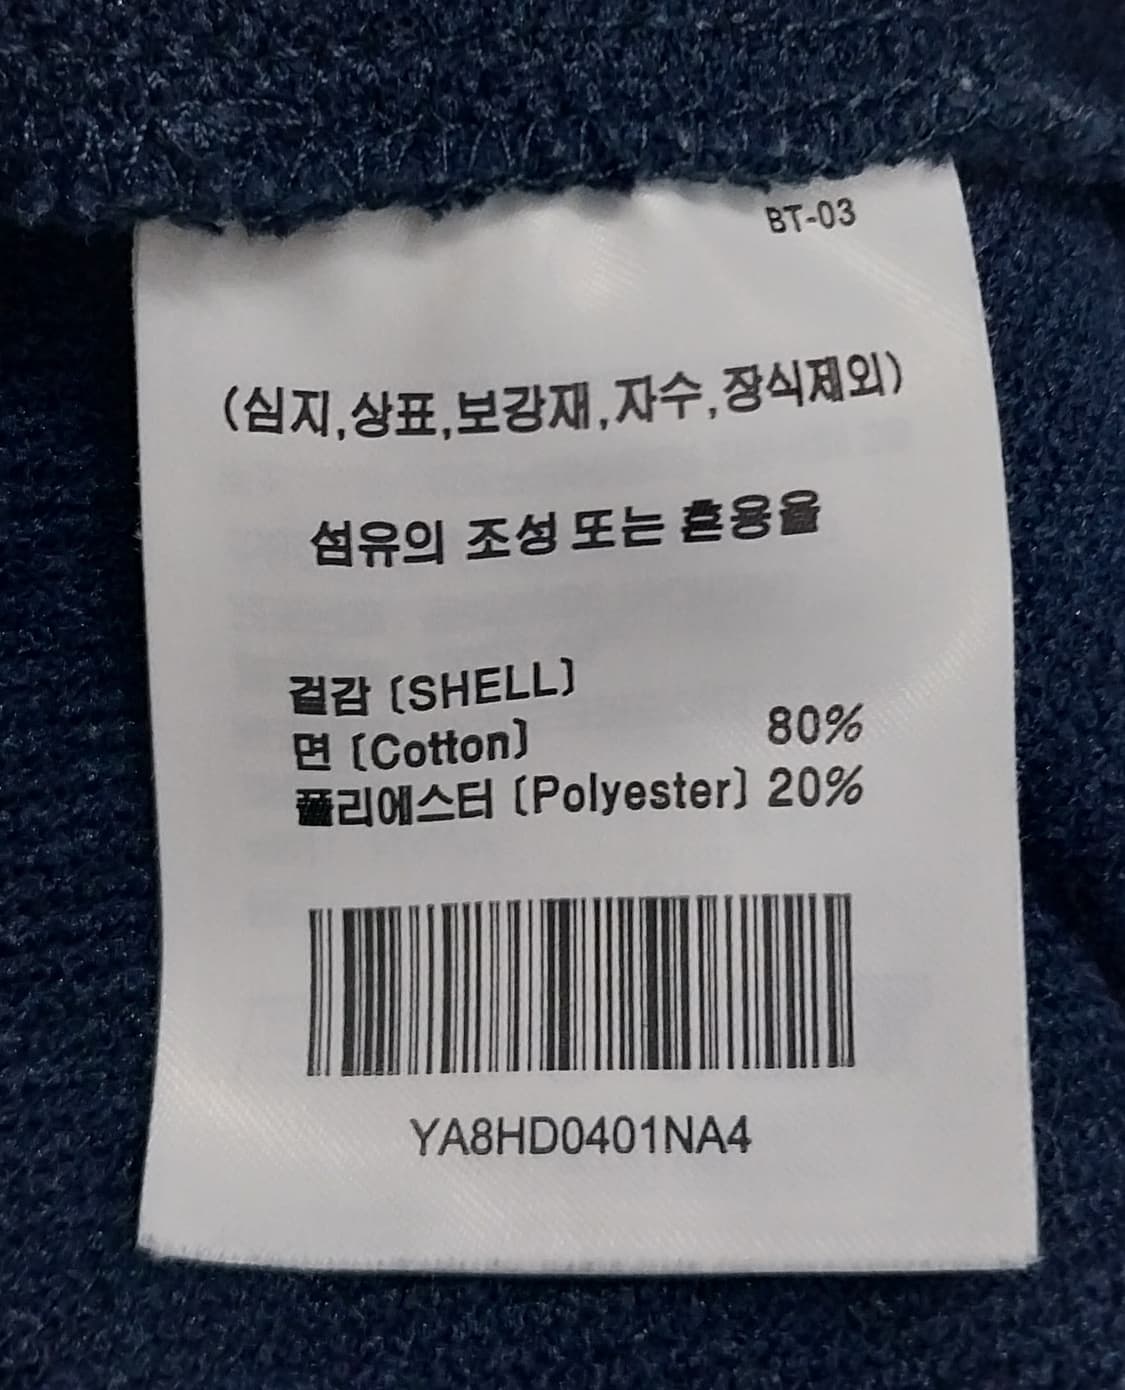 BT-03
(심지,상표,보강재,자수,장식제외)
섬유의 조성 또는 혼용율
겉감 (SHELL)
면 (Cotton) 80%
폴리에스터 (Polyester) 20%
YA8HD0401NA4